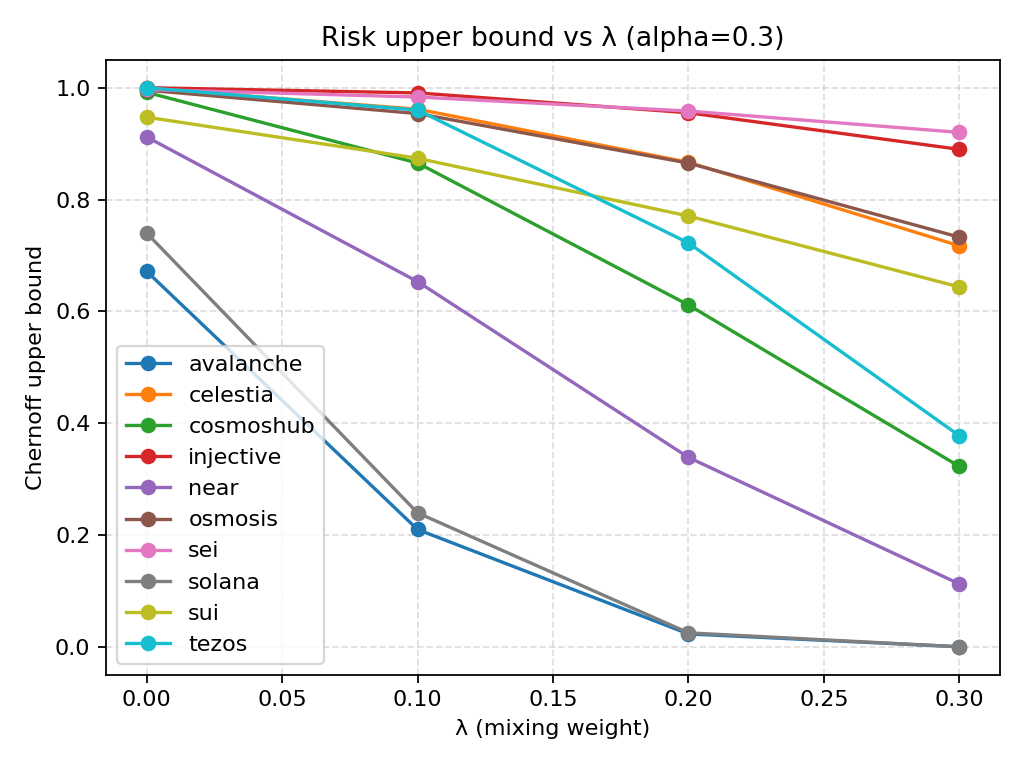 Risk upper bound vs λ (alpha=0.3)
Chernoff upper bound
1.0
0.8
0.6
0.4
0.2
0.0
avalanche
celestia
cosmoshub
injective
near
osmosis
sei
solana
sui
tezos
0.00 0.05 0.10 0.15 0.20 0.25 0.30
λ (mixing weight)